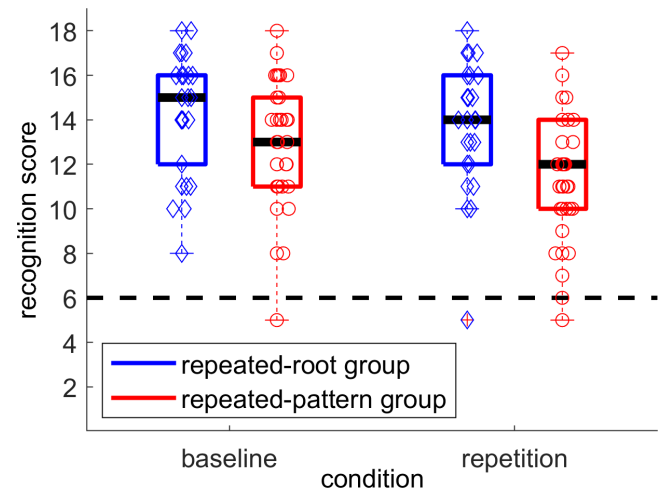 recognition score
18
16
14
12
10
8
6
4
2
repeated-root group
repeated-pattern group
baseline
repetition
condition